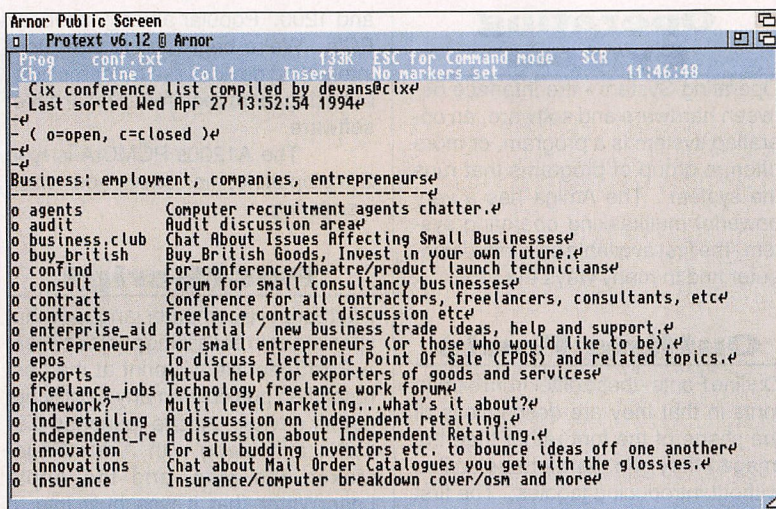 Arnor Public Screen
Protext v6.12 @ Arnor
Prog conf.txt 133K ESC for Command mode SCR
Ch 1 Line 1 Col 1 Insert No markers set 11:46:48
- Cix conference list compiled by devans@cix↵
- Last sorted Wed Apr 27 13:52:54 1994↵
-↵
- ( o=open, c=closed )↵
-↵
-↵
Business: employment, companies, entrepreneurs↵
-----------------------------------------------↵
o agents Computer recruitment agents chatter.↵
o audit Audit discussion area↵
o business.club Chat About Issues Affecting Small Businesses↵
o buy_british Buy_British Goods, Invest in your own future.↵
o confind For conference/theatre/product launch technicians↵
o consult Forum for small consultancy businesses↵
o contract Conference for all contractors, freelancers, consultants, etc↵
c contracts Freelance contract discussion etc↵
o enterprise_aid Potential / new business trade ideas, help and support.↵
o entrepreneurs For small entrepreneurs (or those who would like to be).↵
o epos To discuss Electronic Point Of Sale (EPOS) and related topics.↵
o exports Mutual help for exporters of goods and services↵
o freelance_jobs Technology freelance work forum↵
o homework? Multi level marketing...what's it about?↵
o ind_retailing A discussion on independent retailing.↵
o independent_re A discussion about Independent Retailing.↵
o innovation For all budding inventors etc. to bounce ideas off one another↵
o innovations Chat about Mail Order Catalogues you get with the glossies.↵
o insurance Insurance/computer breakdown cover/osm and more↵